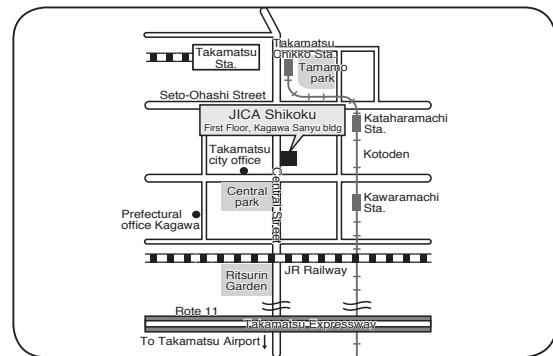 Takamatsu
Chikko Sta.
Takamatsu
Sta.
Tamamo
park
Seto-Ohashi Street
JICA Shikoku
First Floor, Kagawa Sanyu bldg
Kataharamachi
Sta.
Takamatsu
city office
Kotoden
Central Street
Central
park
Kawaramachi
Sta.
Prefectural
office Kagawa
JR Railway
Ritsurin
Garden
Rote 11
Takamatsu Expressway
To Takamatsu Airport